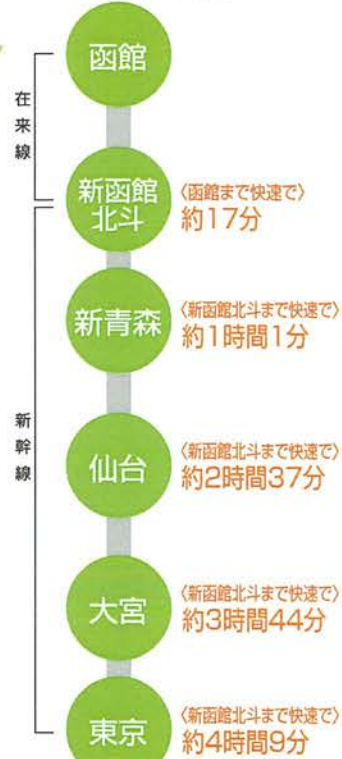 函館
在来線
新函館
北斗
〈函館まで快速で〉
約17分
新青森
〈新函館北斗まで快速で〉
約1時間1分
新幹線
仙台
〈新函館北斗まで快速で〉
約2時間37分
大宮
〈新函館北斗まで快速で〉
約3時間44分
東京
〈新函館北斗まで快速で〉
約4時間9分